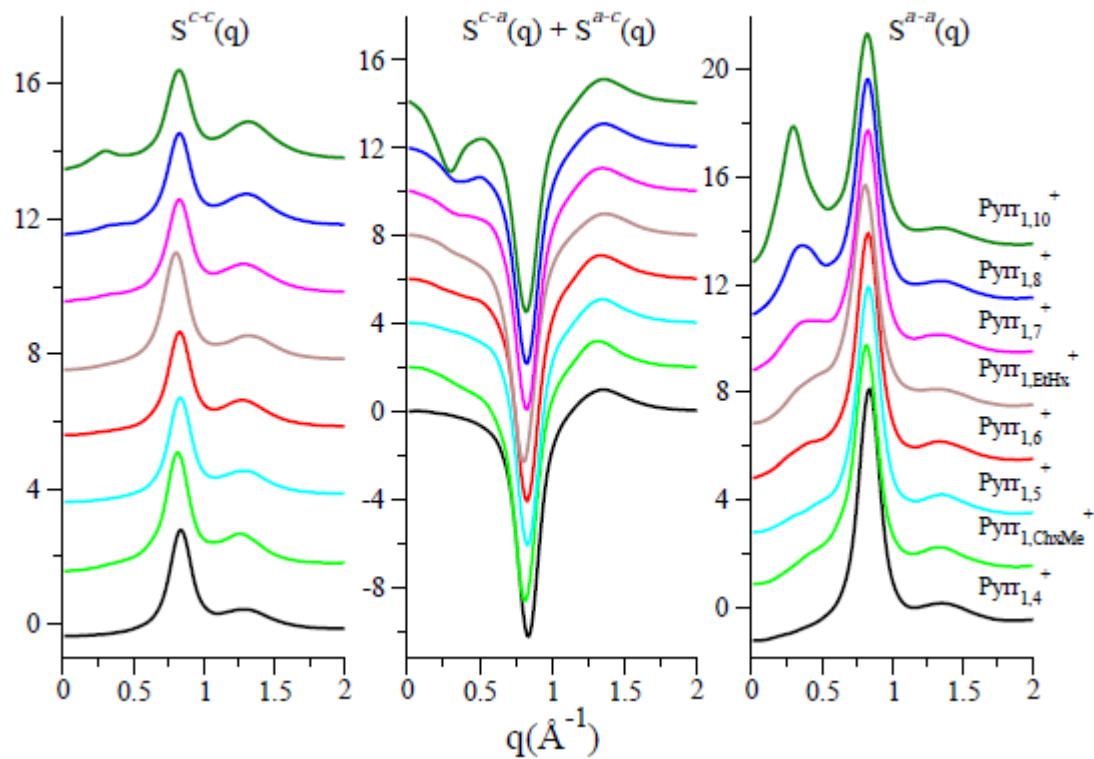 S^{c-c}(q)
S^{c-a}(q) + S^{a-c}(q)
S^{a-a}(q)
16
12
8
4
0
16
12
8
4
0
-4
-8
20
16
12
8
4
0
Pyrr_{1,10}^+
Pyrr_{1,8}^+
Pyrr_{1,7}^+
Pyrr_{1,EtHx}^+
Pyrr_{1,6}^+
Pyrr_{1,5}^+
Pyrr_{1,ChxMe}^+
Pyrr_{1,4}^+
0 0.5 1 1.5 2
0 0.5 1 1.5 2
0 0.5 1 1.5 2
q(Å^{-1})